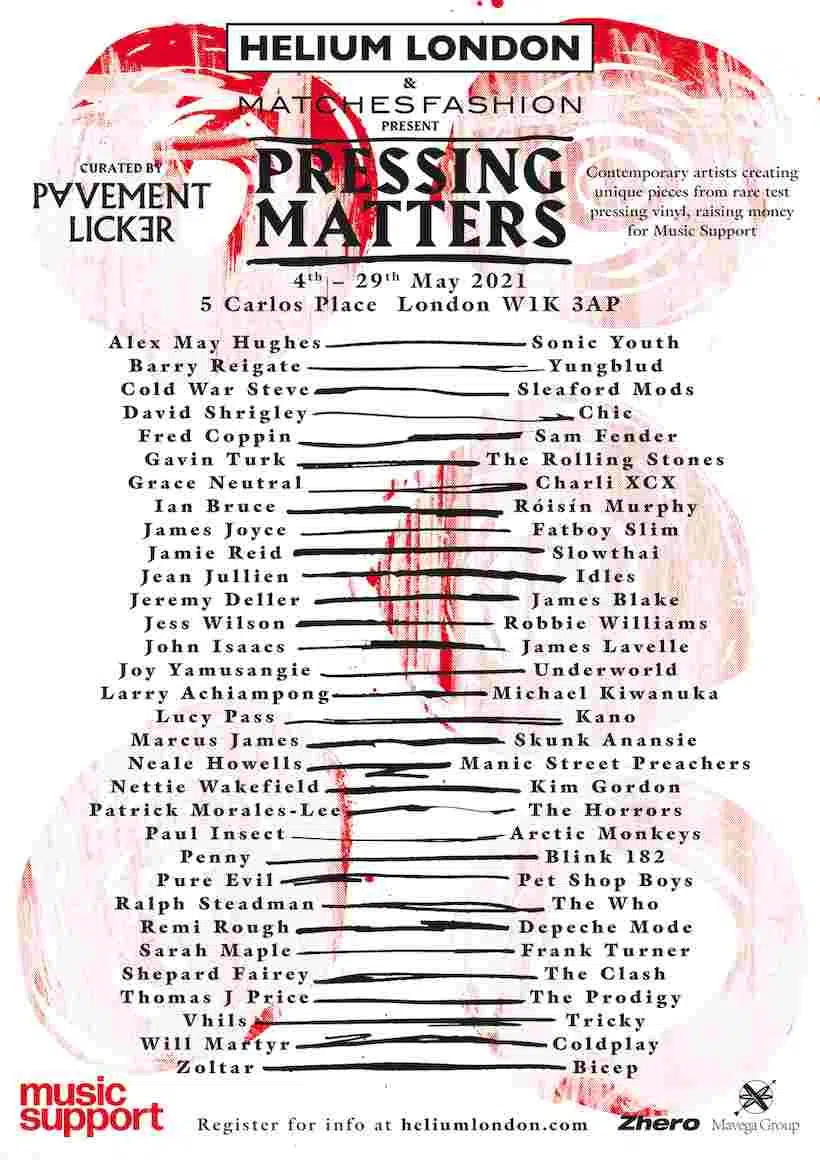 HELIUM LONDON
&
MATCHESFASHION
PRESENT
CURATED BY
PⱯVEMENT
LICKƎR
PRESSING
MATTERS
Contemporary artists creating
unique pieces from rare test
pressing vinyl, raising money
for Music Support
4th – 29th May 2021
5 Carlos Place London W1K 3AP
Alex May Hughes Sonic Youth
Barry Reigate Yungblud
Cold War Steve Sleaford Mods
David Shrigley Chic
Fred Coppin Sam Fender
Gavin Turk The Rolling Stones
Grace Neutral Charli XCX
Ian Bruce Róisín Murphy
James Joyce Fatboy Slim
Jamie Reid Slowthai
Jean Jullien Idles
Jeremy Deller James Blake
Jess Wilson Robbie Williams
John Isaacs James Lavelle
Joy Yamusangie Underworld
Larry Achiampong Michael Kiwanuka
Lucy Pass Kano
Marcus James Skunk Anansie
Neale Howells Manic Street Preachers
Nettie Wakefield Kim Gordon
Patrick Morales-Lee The Horrors
Paul Insect Arctic Monkeys
Penny Blink 182
Pure Evil Pet Shop Boys
Ralph Steadman The Who
Remi Rough Depeche Mode
Sarah Maple Frank Turner
Shepard Fairey The Clash
Thomas J Price The Prodigy
Vhils Tricky
Will Martyr Coldplay
Zoltar Bicep
music
support
Register for info at heliumlondon.com
Zhero
Mavega Group